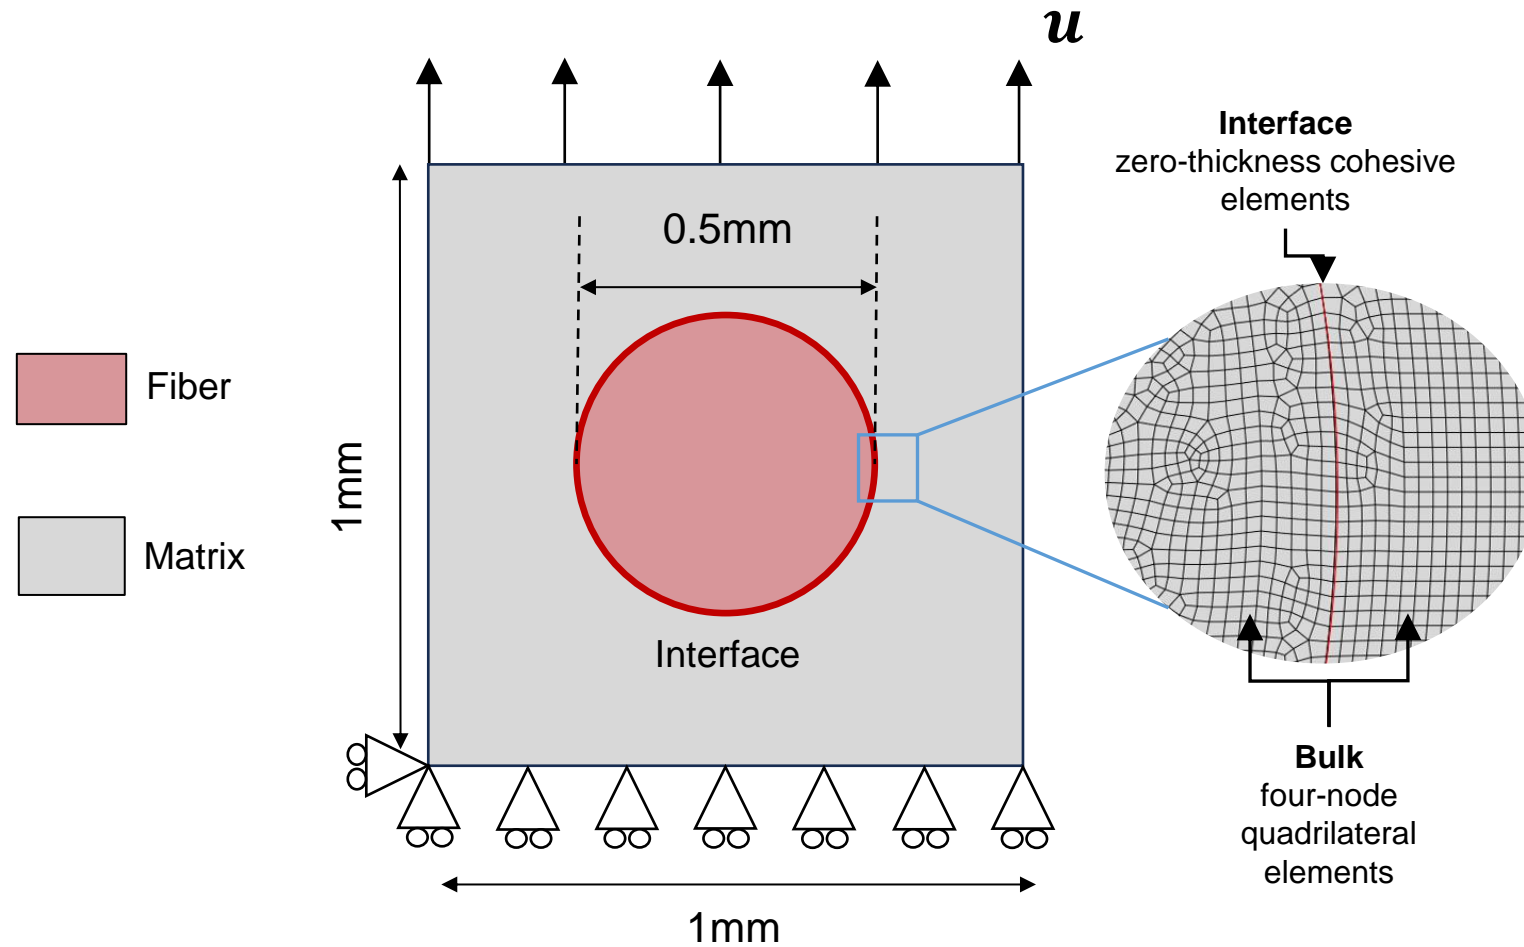 u
Interface
zero-thickness cohesive
elements
0.5mm
Fiber
1mm
Matrix
Interface
Bulk
four-node
quadrilateral
elements
1mm